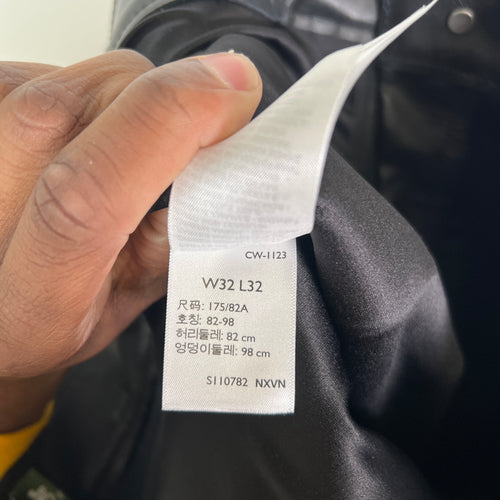 CW-1123
W32 L32
尺码: 175/82A
호칭: 82-98
허리둘레: 82 cm
엉덩이둘레: 98 cm
S110782 NXVN